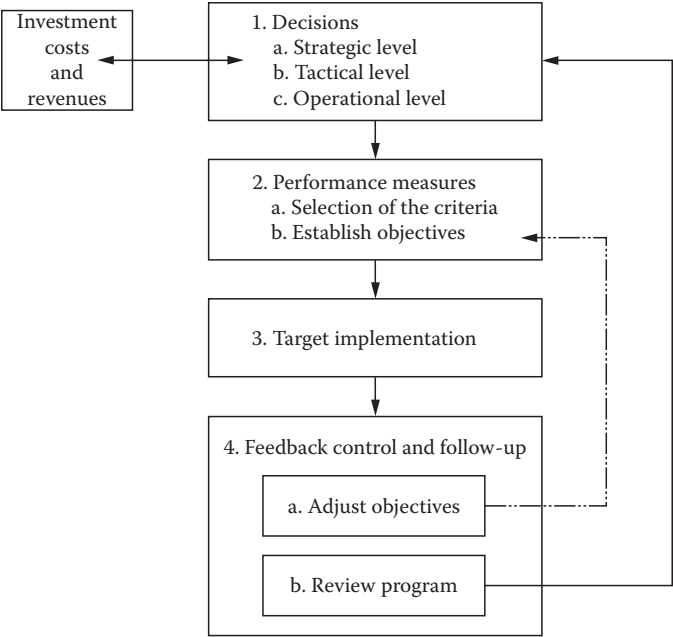 Investment
costs
and
revenues
1. Decisions
a. Strategic level
b. Tactical level
c. Operational level
2. Performance measures
a. Selection of the criteria
b. Establish objectives
3. Target implementation
4. Feedback control and follow-up
a. Adjust objectives
b. Review program